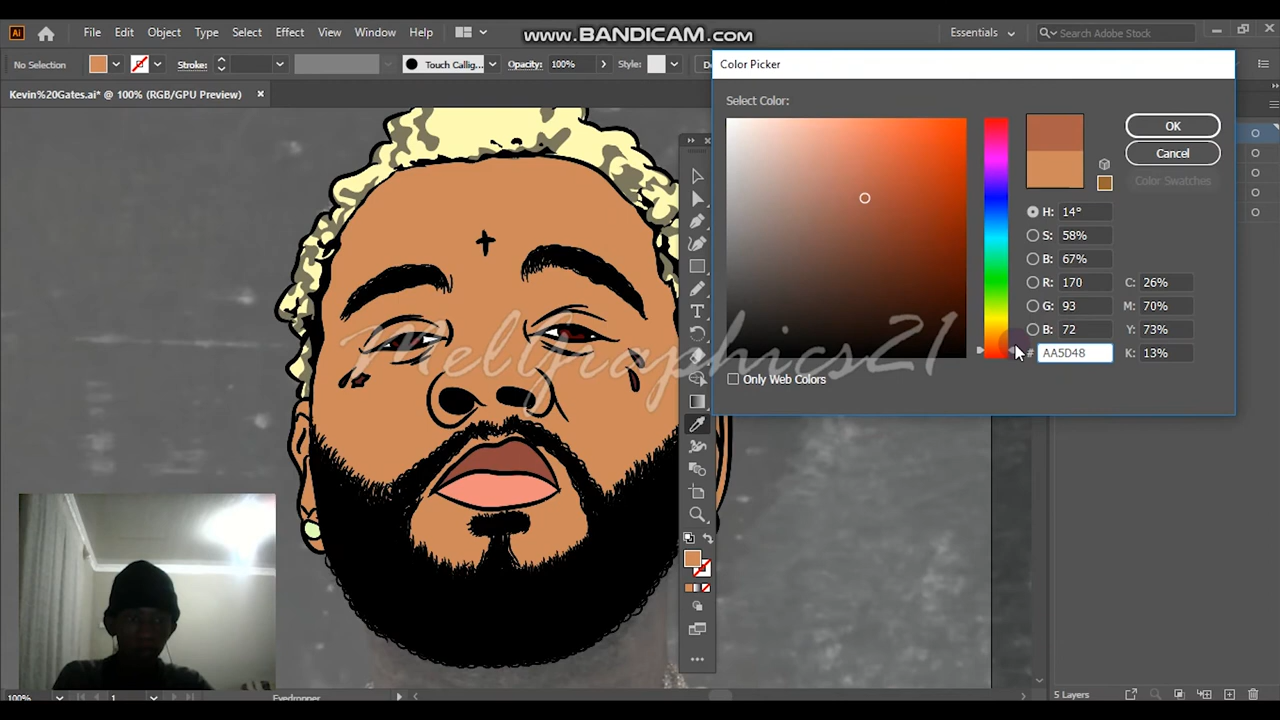 www.BANDICAM.com
Ai
File Edit Object Type Select Effect View Window Help
Essentials
Search Adobe Stock
No Selection
Stroke:
Touch Callig...
Opacity: 100%
Style:
Kevin%20Gates.ai* @ 100% (RGB/GPU Preview)
Color Picker
Select Color:
OK
Cancel
Color Swatches
H: 14°
S: 58%
B: 67%
R: 170
C: 26%
G: 93
M: 70%
B: 72
Y: 73%
# AA5D48
K: 13%
Only Web Colors
Mellgraphics21
100%
1
Eyedropper
5 Layers